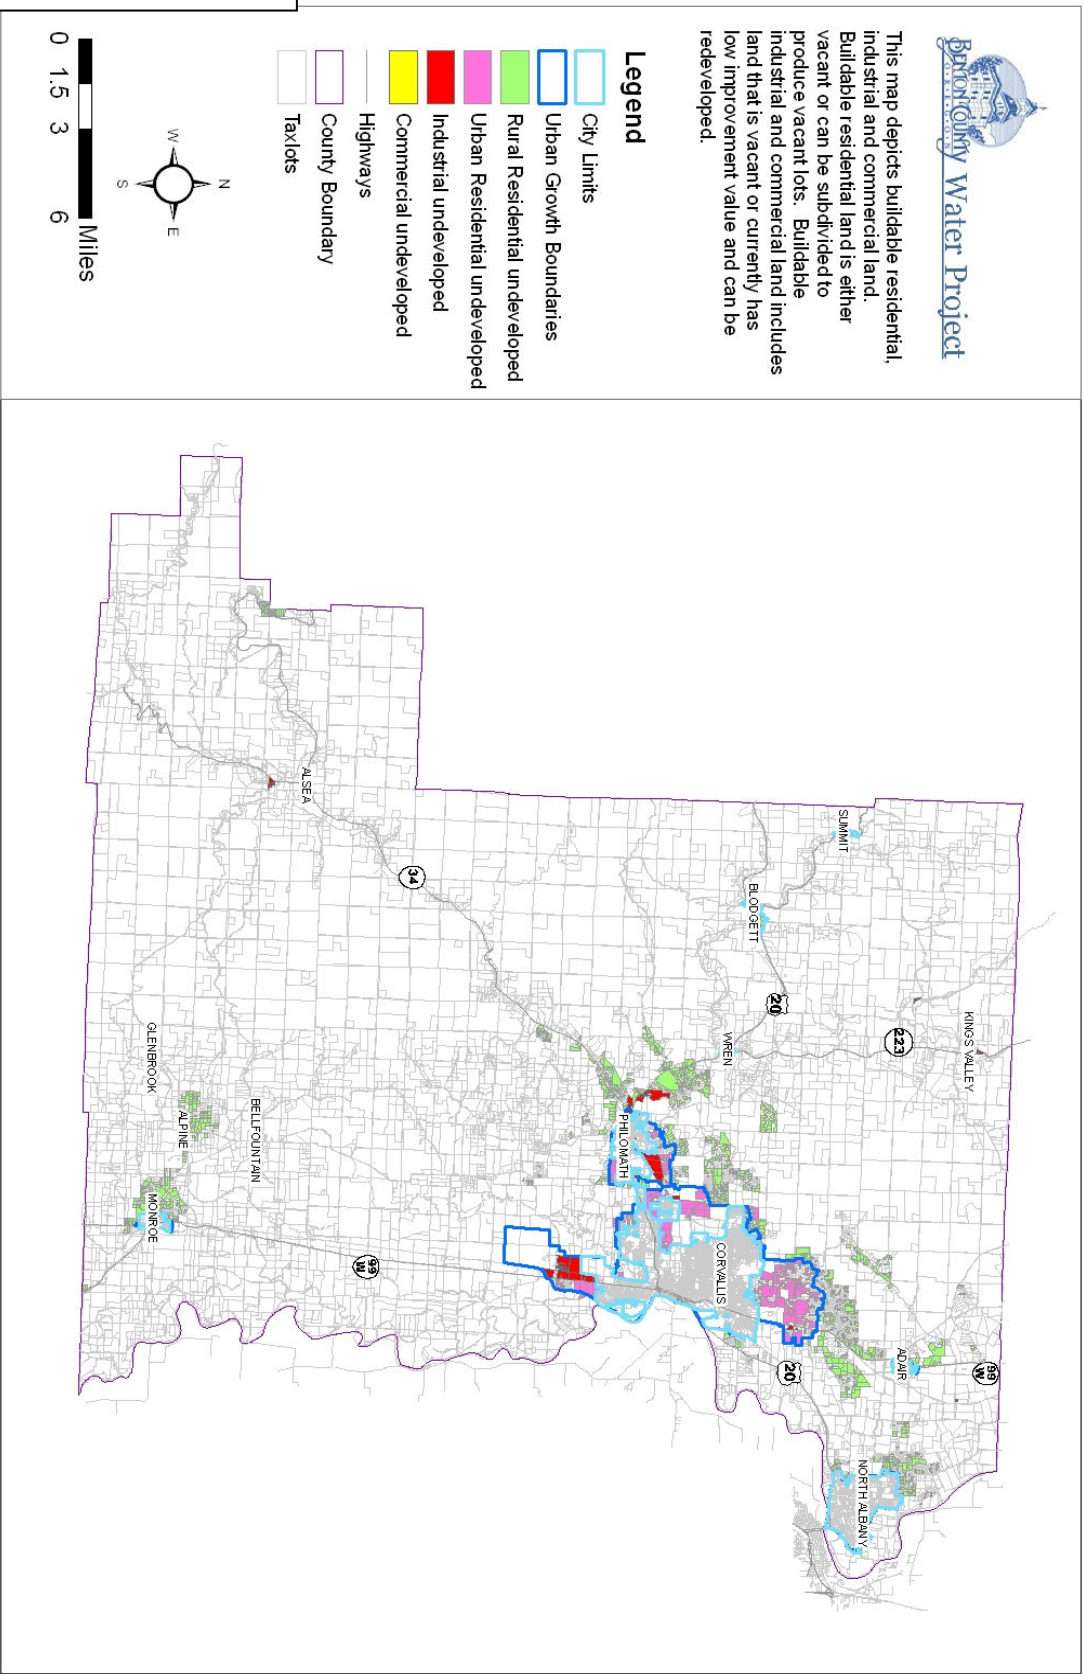 BENTON COUNTY Water Project
OREGON
This map depicts buildable residential,
industrial and commercial land.
Buildable residential land is either
vacant or can be subdivided to
produce vacant lots. Buildable
industrial and commercial land includes
land that is vacant or currently has
low improvement value and can be
redeveloped.
Legend
City Limits
Urban Growth Boundaries
Rural Residential undeveloped
Urban Residential undeveloped
Industrial undeveloped
Commercial undeveloped
Highways
County Boundary
Taxlots
N
W
E
S
0 1.5 3 6
Miles
KINGS VALLEY
223
99
W
SUMMIT
ADAIR
BLODGETT
20
20
NORTH ALBANY
WREN
CORVALLIS
PHILOMATH
34
99
W
ALSEA
BELLFOUNTAIN
ALPINE
GLENBROOK
MONROE